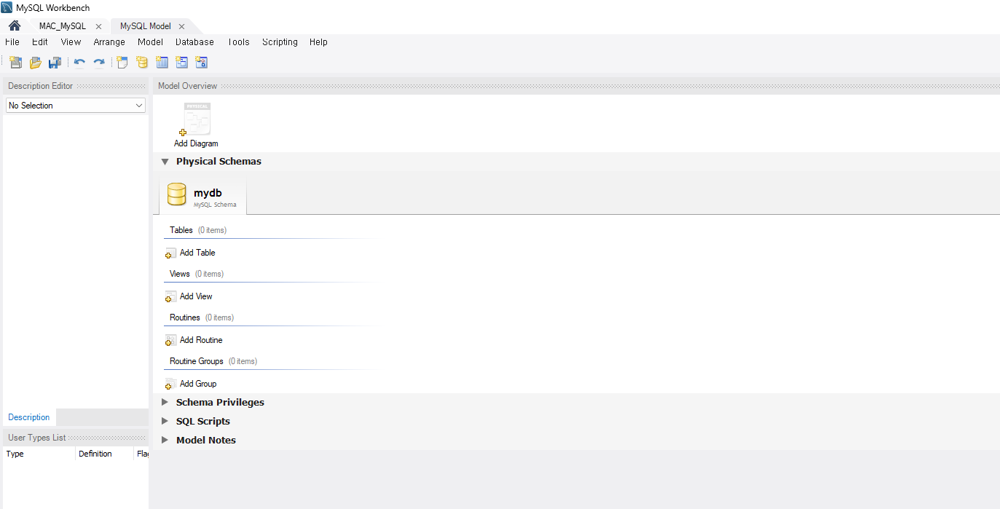 MySQL Workbench
MAC_MySQL
MySQL Model
File Edit View Arrange Model Database Tools Scripting Help
Description Editor
No Selection
Description
User Types List
Type Definition Flag
Model Overview
PHYSICAL
Add Diagram
Physical Schemas
mydb
MySQL Schema
Tables (0 items)
Add Table
Views (0 items)
Add View
Routines (0 items)
Add Routine
Routine Groups (0 items)
Add Group
Schema Privileges
SQL Scripts
Model Notes